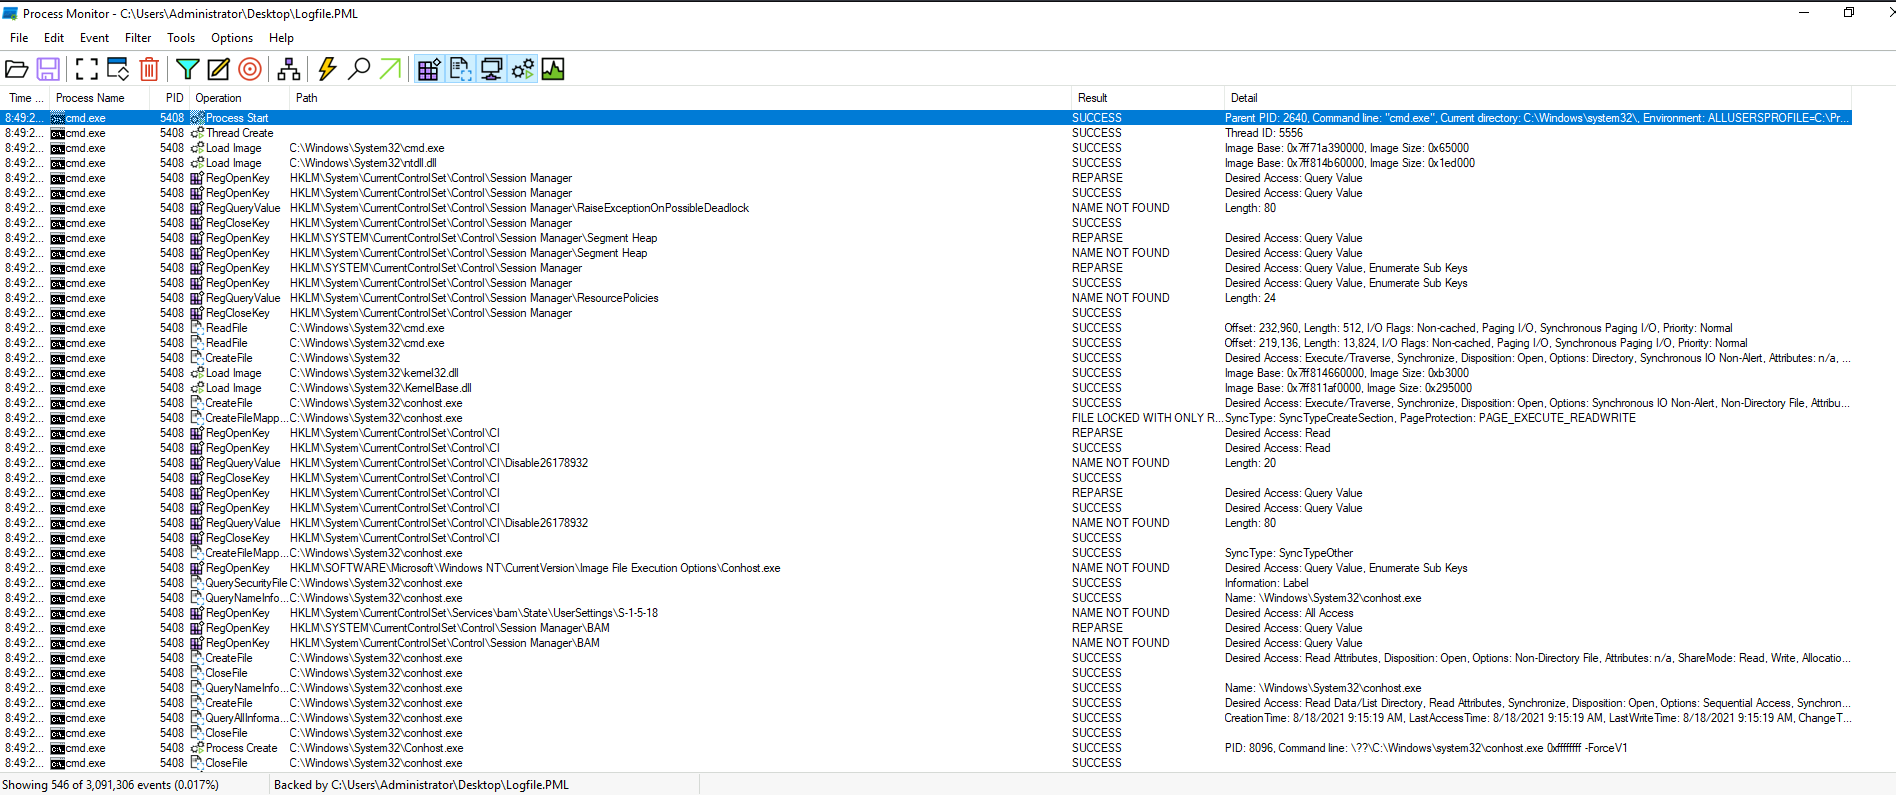 Process Monitor - C:\Users\Administrator\Desktop\Logfile.PML
File Edit Event Filter Tools Options Help
Time ... Process Name PID Operation Path Result Detail
8:49:2... cmd.exe 5408 Process Start SUCCESS Parent PID: 2640, Command line: "cmd.exe", Current directory: C:\Windows\system32\, Environment: ALLUSERSPROFILE=C:\Pr...
8:49:2... cmd.exe 5408 Thread Create SUCCESS Thread ID: 5556
8:49:2... cmd.exe 5408 Load Image C:\Windows\System32\cmd.exe SUCCESS Image Base: 0x7ff71a390000, Image Size: 0x65000
8:49:2... cmd.exe 5408 Load Image C:\Windows\System32\ntdll.dll SUCCESS Image Base: 0x7ff814b60000, Image Size: 0x1ed000
8:49:2... cmd.exe 5408 RegOpenKey HKLM\System\CurrentControlSet\Control\Session Manager REPARSE Desired Access: Query Value
8:49:2... cmd.exe 5408 RegOpenKey HKLM\System\CurrentControlSet\Control\Session Manager SUCCESS Desired Access: Query Value
8:49:2... cmd.exe 5408 RegQueryValue HKLM\System\CurrentControlSet\Control\Session Manager\RaiseExceptionOnPossibleDeadlock NAME NOT FOUND Length: 80
8:49:2... cmd.exe 5408 RegCloseKey HKLM\System\CurrentControlSet\Control\Session Manager SUCCESS
8:49:2... cmd.exe 5408 RegOpenKey HKLM\SYSTEM\CurrentControlSet\Control\Session Manager\Segment Heap REPARSE Desired Access: Query Value
8:49:2... cmd.exe 5408 RegOpenKey HKLM\System\CurrentControlSet\Control\Session Manager\Segment Heap NAME NOT FOUND Desired Access: Query Value
8:49:2... cmd.exe 5408 RegOpenKey HKLM\SYSTEM\CurrentControlSet\Control\Session Manager REPARSE Desired Access: Query Value, Enumerate Sub Keys
8:49:2... cmd.exe 5408 RegOpenKey HKLM\System\CurrentControlSet\Control\Session Manager SUCCESS Desired Access: Query Value, Enumerate Sub Keys
8:49:2... cmd.exe 5408 RegQueryValue HKLM\System\CurrentControlSet\Control\Session Manager\ResourcePolicies NAME NOT FOUND Length: 24
8:49:2... cmd.exe 5408 RegCloseKey HKLM\System\CurrentControlSet\Control\Session Manager SUCCESS
8:49:2... cmd.exe 5408 ReadFile C:\Windows\System32\cmd.exe SUCCESS Offset: 232,960, Length: 512, I/O Flags: Non-cached, Paging I/O, Synchronous Paging I/O, Priority: Normal
8:49:2... cmd.exe 5408 ReadFile C:\Windows\System32\cmd.exe SUCCESS Offset: 219,136, Length: 13,824, I/O Flags: Non-cached, Paging I/O, Synchronous Paging I/O, Priority: Normal
8:49:2... cmd.exe 5408 CreateFile C:\Windows\System32 SUCCESS Desired Access: Execute/Traverse, Synchronize, Disposition: Open, Options: Directory, Synchronous IO Non-Alert, Attributes: n/a, ...
8:49:2... cmd.exe 5408 Load Image C:\Windows\System32\kernel32.dll SUCCESS Image Base: 0x7ff814660000, Image Size: 0xb3000
8:49:2... cmd.exe 5408 Load Image C:\Windows\System32\KernelBase.dll SUCCESS Image Base: 0x7ff811af0000, Image Size: 0x295000
8:49:2... cmd.exe 5408 CreateFile C:\Windows\System32\conhost.exe SUCCESS Desired Access: Execute/Traverse, Synchronize, Disposition: Open, Options: Synchronous IO Non-Alert, Non-Directory File, Attribu...
8:49:2... cmd.exe 5408 CreateFileMapp... C:\Windows\System32\conhost.exe FILE LOCKED WITH ONLY R... SyncType: SyncTypeCreateSection, PageProtection: PAGE_EXECUTE_READWRITE
8:49:2... cmd.exe 5408 RegOpenKey HKLM\System\CurrentControlSet\Control\CI REPARSE Desired Access: Read
8:49:2... cmd.exe 5408 RegOpenKey HKLM\System\CurrentControlSet\Control\CI SUCCESS Desired Access: Read
8:49:2... cmd.exe 5408 RegQueryValue HKLM\System\CurrentControlSet\Control\CI\Disable26178932 NAME NOT FOUND Length: 20
8:49:2... cmd.exe 5408 RegCloseKey HKLM\System\CurrentControlSet\Control\CI SUCCESS
8:49:2... cmd.exe 5408 RegOpenKey HKLM\System\CurrentControlSet\Control\CI REPARSE Desired Access: Query Value
8:49:2... cmd.exe 5408 RegOpenKey HKLM\System\CurrentControlSet\Control\CI SUCCESS Desired Access: Query Value
8:49:2... cmd.exe 5408 RegQueryValue HKLM\System\CurrentControlSet\Control\CI\Disable26178932 NAME NOT FOUND Length: 80
8:49:2... cmd.exe 5408 RegCloseKey HKLM\System\CurrentControlSet\Control\CI SUCCESS
8:49:2... cmd.exe 5408 CreateFileMapp... C:\Windows\System32\conhost.exe SUCCESS SyncType: SyncTypeOther
8:49:2... cmd.exe 5408 RegOpenKey HKLM\SOFTWARE\Microsoft\Windows NT\CurrentVersion\Image File Execution Options\Conhost.exe NAME NOT FOUND Desired Access: Query Value, Enumerate Sub Keys
8:49:2... cmd.exe 5408 QuerySecurityFile C:\Windows\System32\conhost.exe SUCCESS Information: Label
8:49:2... cmd.exe 5408 QueryNameInfo... C:\Windows\System32\conhost.exe SUCCESS Name: \Windows\System32\conhost.exe
8:49:2... cmd.exe 5408 RegOpenKey HKLM\System\CurrentControlSet\Services\bam\State\UserSettings\S-1-5-18 NAME NOT FOUND Desired Access: All Access
8:49:2... cmd.exe 5408 RegOpenKey HKLM\SYSTEM\CurrentControlSet\Control\Session Manager\BAM REPARSE Desired Access: Query Value
8:49:2... cmd.exe 5408 RegOpenKey HKLM\System\CurrentControlSet\Control\Session Manager\BAM NAME NOT FOUND Desired Access: Query Value
8:49:2... cmd.exe 5408 CreateFile C:\Windows\System32\conhost.exe SUCCESS Desired Access: Read Attributes, Disposition: Open, Options: Non-Directory File, Attributes: n/a, ShareMode: Read, Write, Allocatio...
8:49:2... cmd.exe 5408 CloseFile C:\Windows\System32\conhost.exe SUCCESS
8:49:2... cmd.exe 5408 QueryNameInfo... C:\Windows\System32\conhost.exe SUCCESS Name: \Windows\System32\conhost.exe
8:49:2... cmd.exe 5408 CreateFile C:\Windows\System32\conhost.exe SUCCESS Desired Access: Read Data/List Directory, Read Attributes, Synchronize, Disposition: Open, Options: Sequential Access, Synchron...
8:49:2... cmd.exe 5408 QueryAllInforma... C:\Windows\System32\conhost.exe SUCCESS CreationTime: 8/18/2021 9:15:19 AM, LastAccessTime: 8/18/2021 9:15:19 AM, LastWriteTime: 8/18/2021 9:15:19 AM, ChangeT...
8:49:2... cmd.exe 5408 CloseFile C:\Windows\System32\conhost.exe SUCCESS
8:49:2... cmd.exe 5408 Process Create C:\Windows\System32\Conhost.exe SUCCESS PID: 8096, Command line: \??\C:\Windows\system32\conhost.exe 0xffffffff -ForceV1
8:49:2... cmd.exe 5408 CloseFile C:\Windows\System32\conhost.exe SUCCESS
Showing 546 of 3,091,306 events (0.017%) Backed by C:\Users\Administrator\Desktop\Logfile.PML